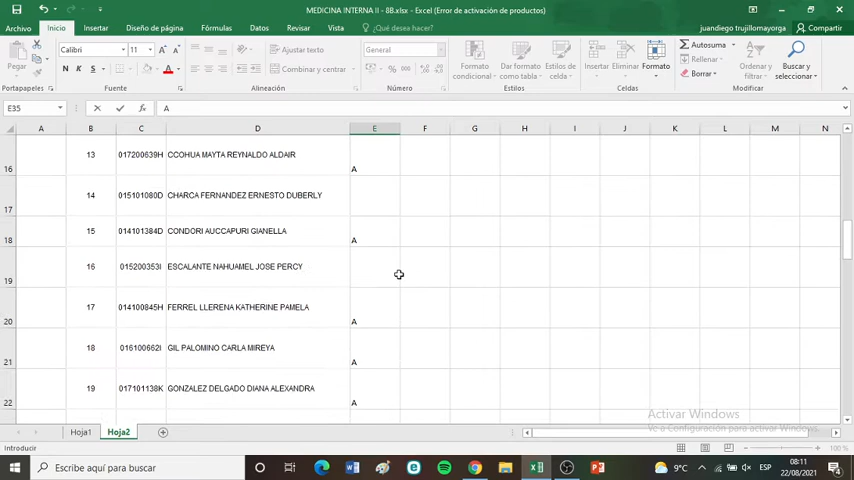 MEDICINA INTERNA II - 8B.xlsx - Excel (Error de activación de productos)
Archivo Inicio Insertar Diseño de página Fórmulas Datos Revisar Vista ¿Qué desea hacer? juandiego trujillomayorga Compartir
Pegar Calibri 11 Ajustar texto General Formato condicional Dar formato como tabla Estilos de celda Insertar Eliminar Formato Autosuma Ordenar y filtrar Buscar y seleccionar
N K S Combinar y centrar % 000 Rellenar
Borrar
Portapapeles Fuente Alineación Número Estilos Celdas Modificar
E35 fx A
A B C D E F G H I J K L M N
16 13 017200639H CCOHUA MAYTA REYNALDO ALDAIR A
17 14 015101080D CHARCA FERNANDEZ ERNESTO DUBERLY
18 15 014101384D CONDORI AUCCAPURI GIANELLA A
19 16 015200353I ESCALANTE NAHUAMEL JOSE PERCY
20 17 014100845H FERREL LLERENA KATHERINE PAMELA A
21 18 016100662I GIL PALOMINO CARLA MIREYA A
22 19 017101138K GONZALEZ DELGADO DIANA ALEXANDRA A
Activar Windows
Ve a Configuración para activar Windows.
Hoja1 Hoja2
Introducir 100 %
Escribe aquí para buscar 9°C ESP 08:11
22/08/2021